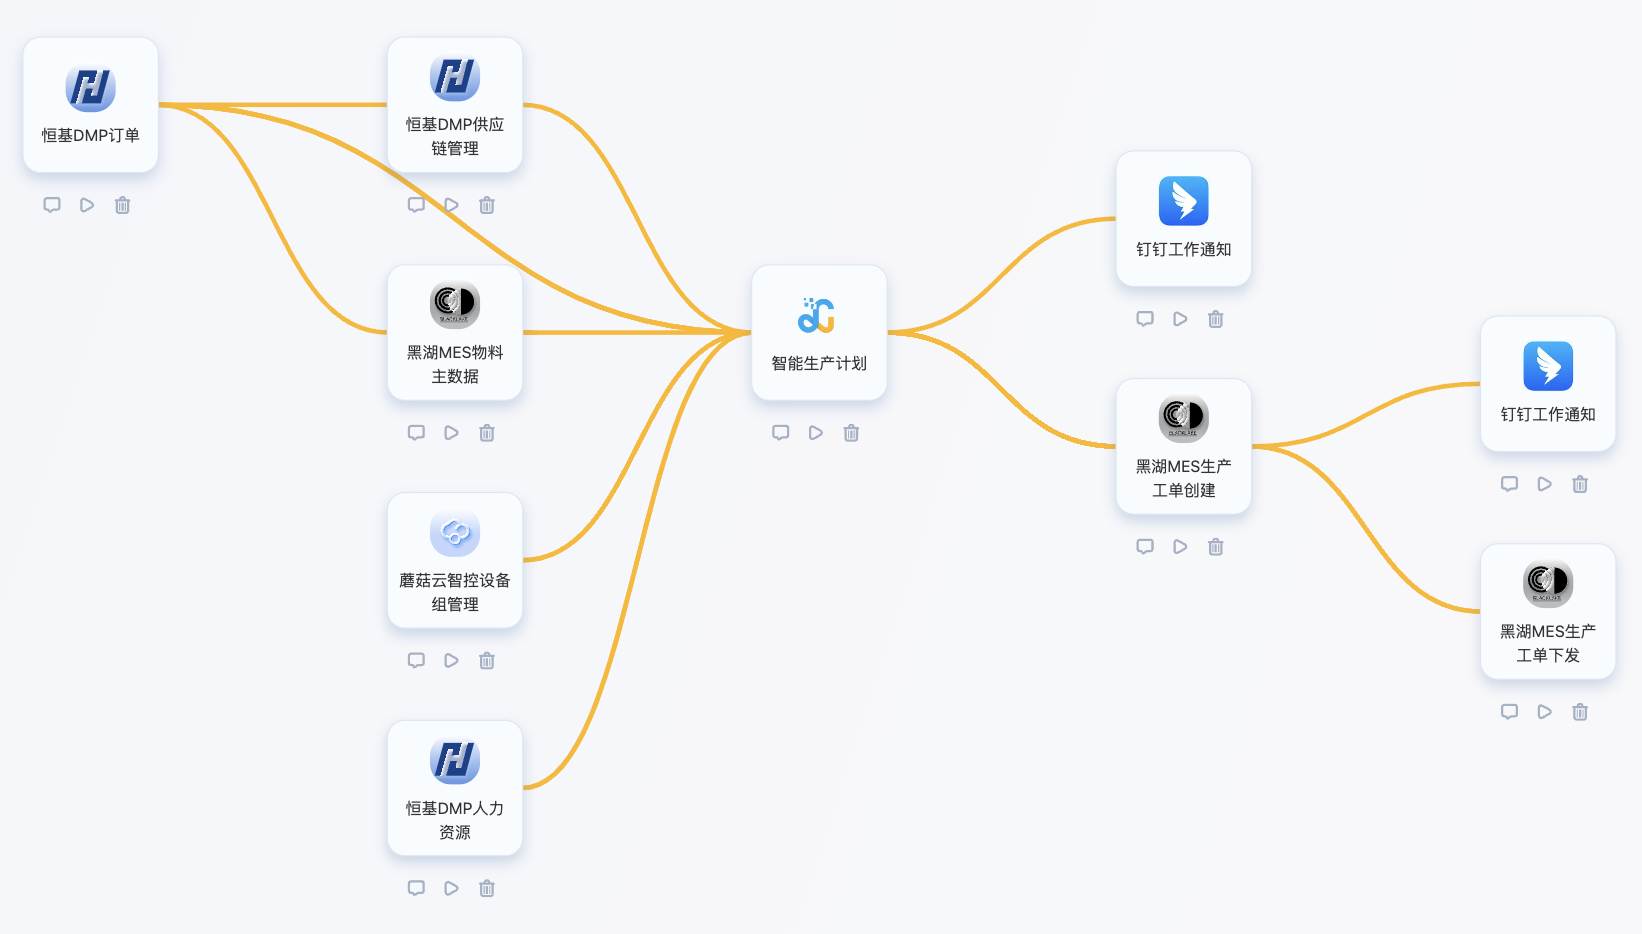 恒基DMP订单
恒基DMP供应
链管理
黑湖MES物料
主数据
蘑菇云智控设备
组管理
恒基DMP人力
资源
智能生产计划
钉钉工作通知
黑湖MES生产
工单创建
钉钉工作通知
黑湖MES生产
工单下发